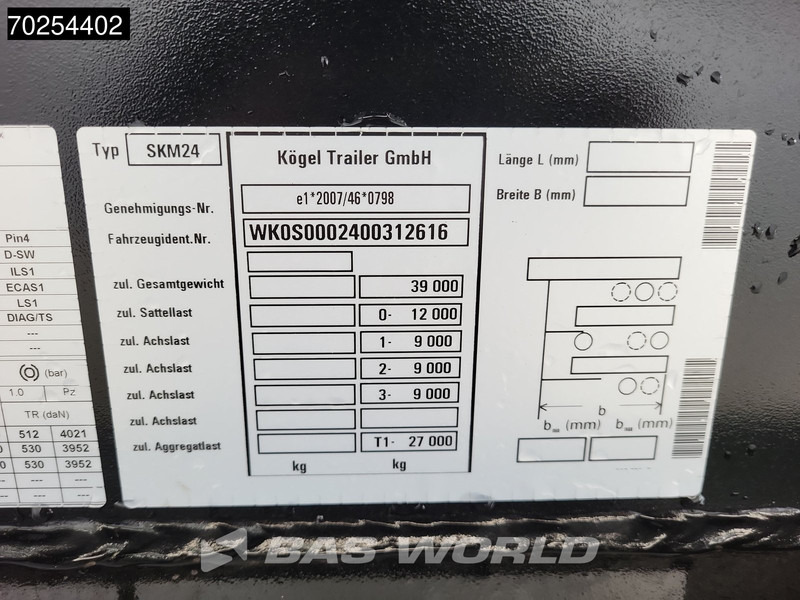 70254402
Pin4
D-SW
ILS1
ECAS1
LS1
DIAG/TS
---
---
(bar)
1.0 Pz
TR (daN)
512 4021
530 3952
530 3952
--- ---
--- ---
Typ SKM24
Kögel Trailer GmbH
Genehmigungs-Nr. e1*2007/46*0798
Fahrzeugident.Nr. WK0S0002400312616
zul. Gesamtgewicht 39 000
zul. Sattellast 0- 12 000
zul. Achslast 1- 9 000
zul. Achslast 2- 9 000
zul. Achslast 3- 9 000
zul. Achslast
zul. Aggregatlast T1- 27 000
kg kg
Länge L (mm)
Breite B (mm)
b
(mm) (mm)
BAS WORLD